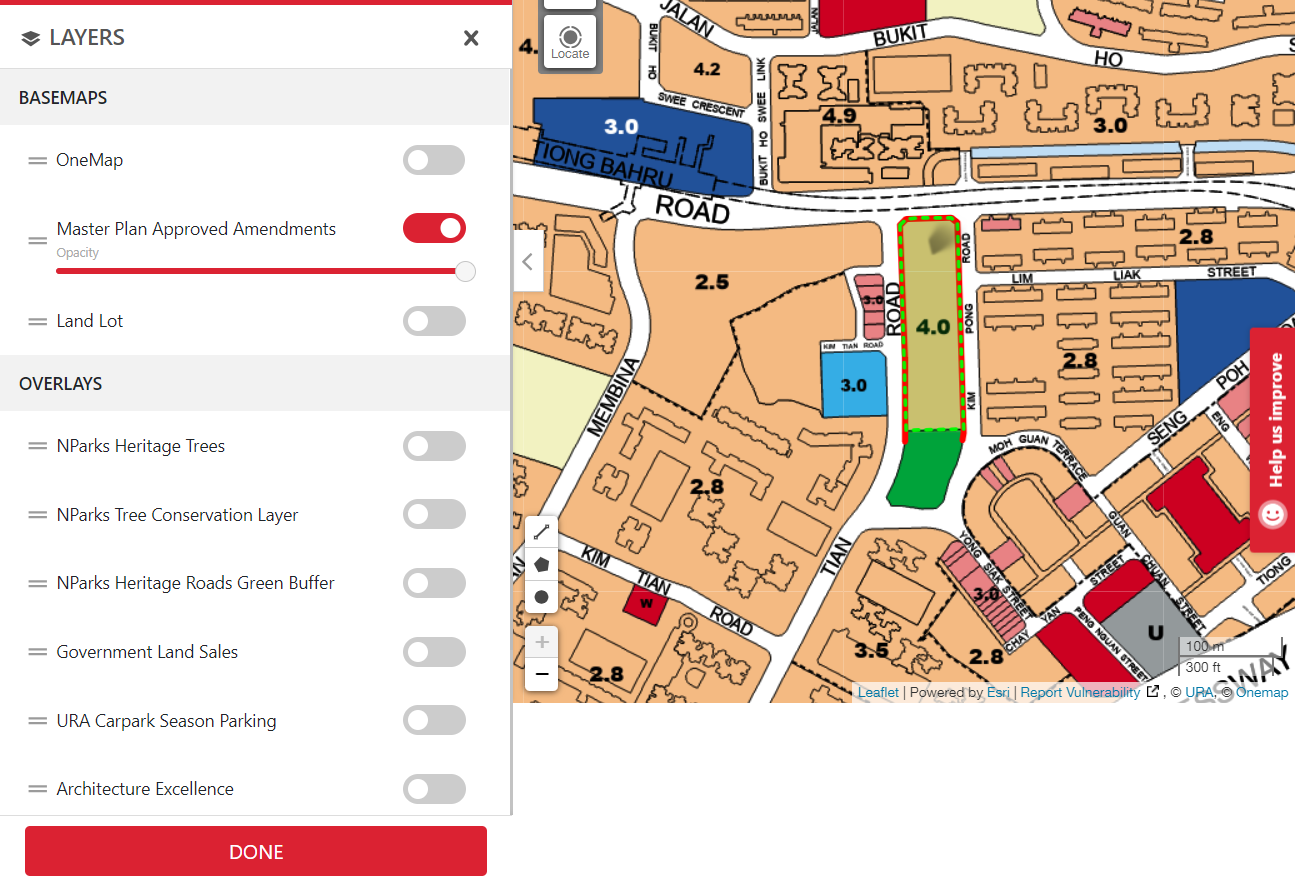 LAYERS
BASEMAPS
OneMap
Master Plan Approved Amendments
Opacity
Land Lot
OVERLAYS
NParks Heritage Trees
NParks Tree Conservation Layer
NParks Heritage Roads Green Buffer
Government Land Sales
URA Carpark Season Parking
Architecture Excellence
DONE
Locate
JALAN
BUKIT
HO
BUKIT HO
SWEE CRESCENT
BUKIT HO SWEE LINK
JALAN
4.
4.2
4.9
3.0
3.0
TIONG BAHRU
ROAD
2.5
3.0
ROAD
4.0
KIM PONG ROAD
2.8
LIM LIAK STREET
KIM TIAN ROAD
3.0
2.8
MEMBINA
2.8
SENG POH
ENG
MOH GUAN TERRACE
GUAN CHUAN STREET
YONG SIAK STREET
3.0
CHAY YAN STREET
PENG NGUAN STREET
TIONG
U
KIM TIAN ROAD
W
TIAN
2.8
3.5
2.8
100 m
300 ft
Leaflet | Powered by Esri | Report Vulnerability , © URA, © Onemap
Help us improve